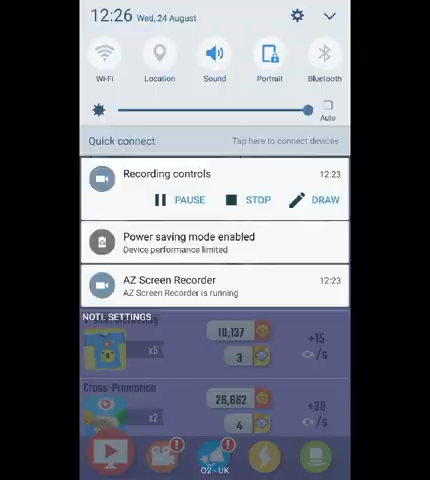 12:26 Wed, 24 August
Wi-Fi Location Sound Portrait Bluetooth
Auto
Quick connect Tap here to connect devices
Recording controls 12:23
PAUSE STOP DRAW
Power saving mode enabled
Device performance limited
AZ Screen Recorder 12:23
AZ Screen Recorder is running
NOTI. SETTINGS
10,137 +15
x5 3 /s
Cross-Promotion
26,662 +38
x2 4 /s
O2 - UK